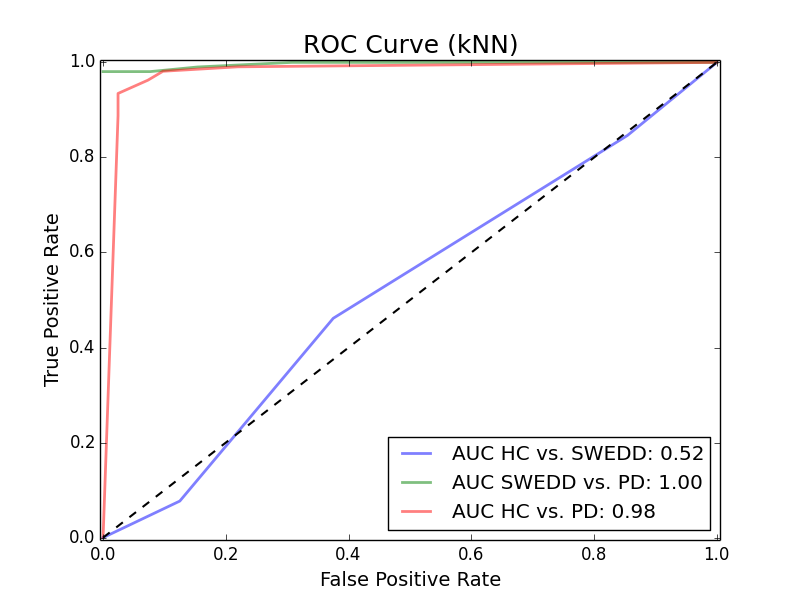 ROC Curve (kNN)
1.0
0.8
0.6
0.4
0.2
0.0
True Positive Rate
AUC HC vs. SWEDD: 0.52
AUC SWEDD vs. PD: 1.00
AUC HC vs. PD: 0.98
0.0 0.2 0.4 0.6 0.8 1.0
False Positive Rate